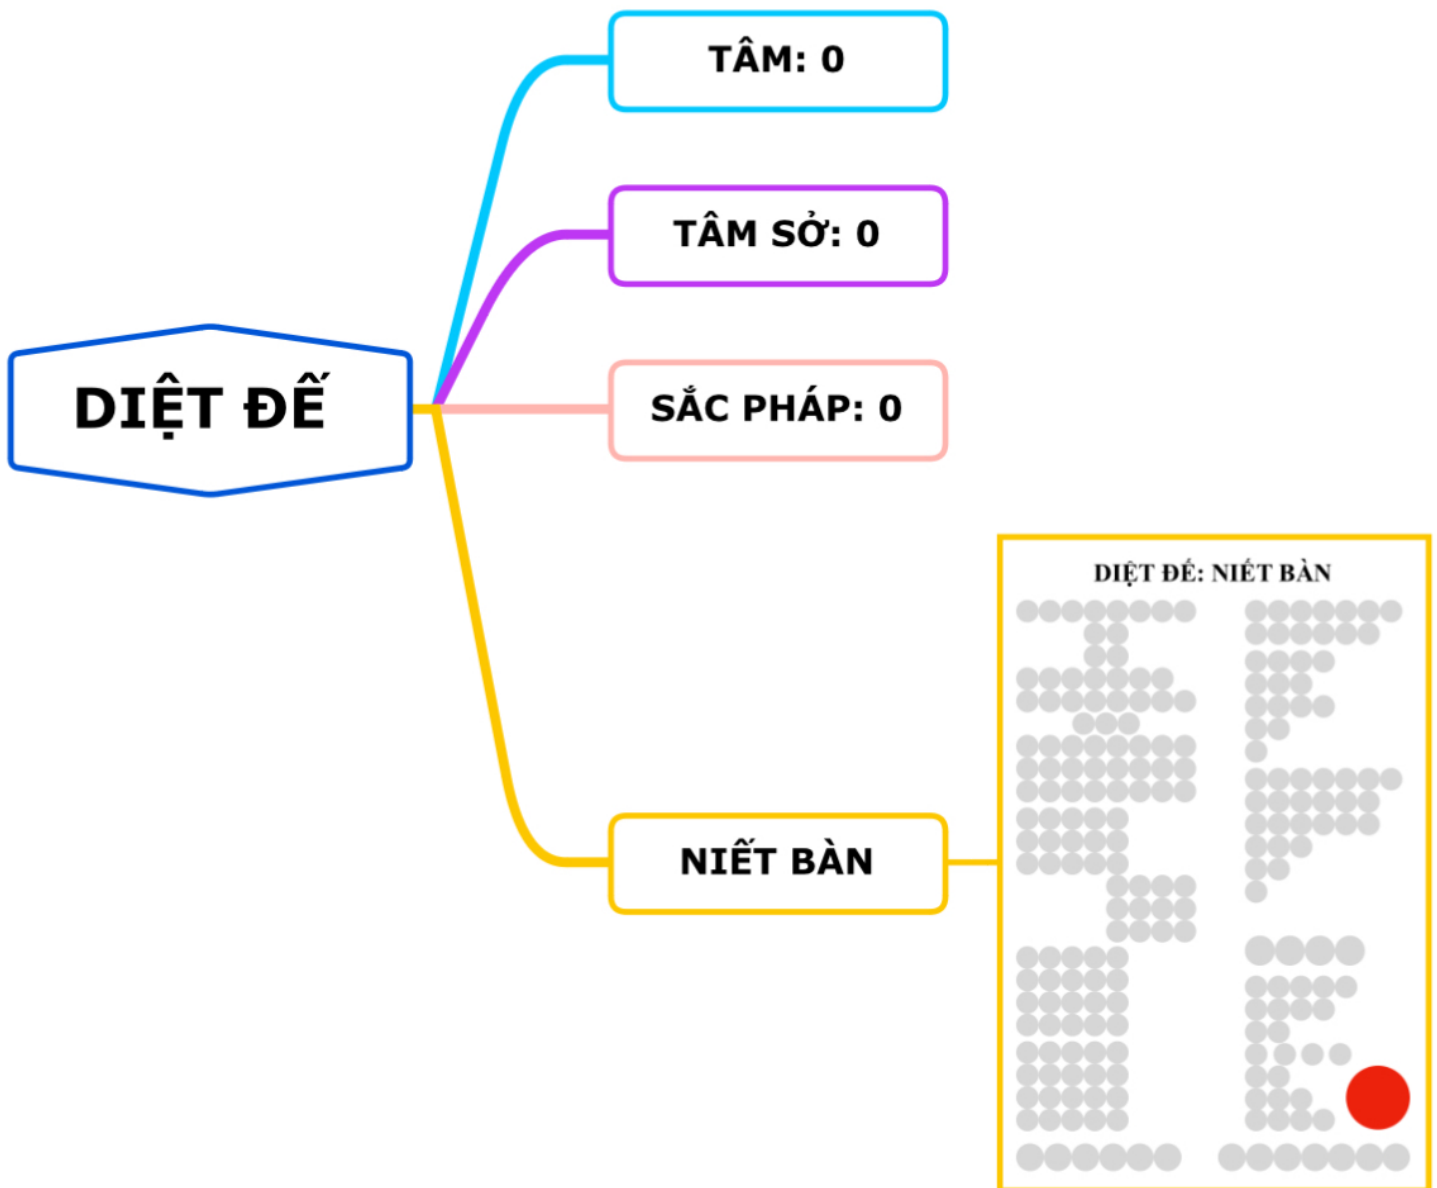 TÂM: 0
TÂM SỞ: 0
DIỆT ĐẾ
SẮC PHÁP: 0
DIỆT ĐẾ: NIẾT BÀN
NIẾT BÀN